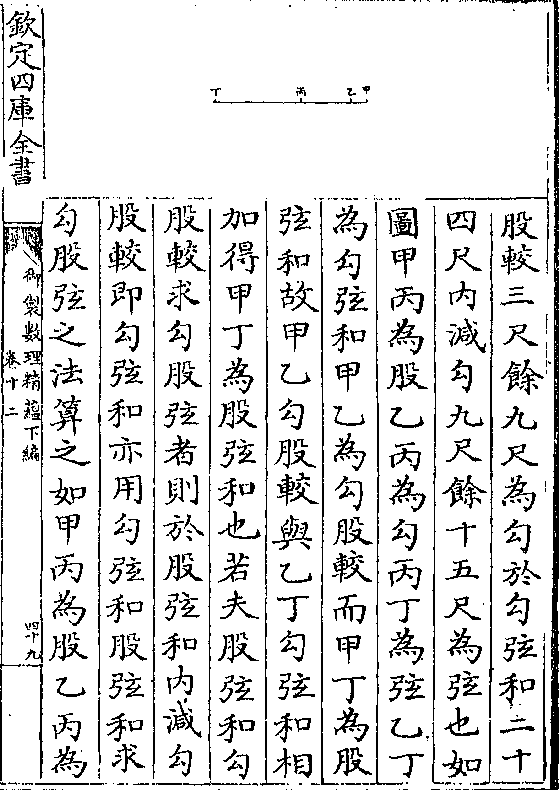 股較三尺餘九尺為勾於勾弦和二十
四尺內減勾九尺餘十五尺為弦也如
圖甲丙為股乙丙為勾丙丁為弦乙丁
為勾弦和甲乙為勾股較而甲丁為股
弦和故甲乙勾股較與乙丁勾弦和相
加得甲丁為股弦和也若夫股弦和勾
股較求勾股弦者則於股弦和內減勾
股較即勾弦和亦用勾弦和股弦和求
勾股弦之法算之如甲丙為股乙丙為
甲
乙
丙
丁
欽定四庫全書
御製數理精藴下編
卷十二
四十九